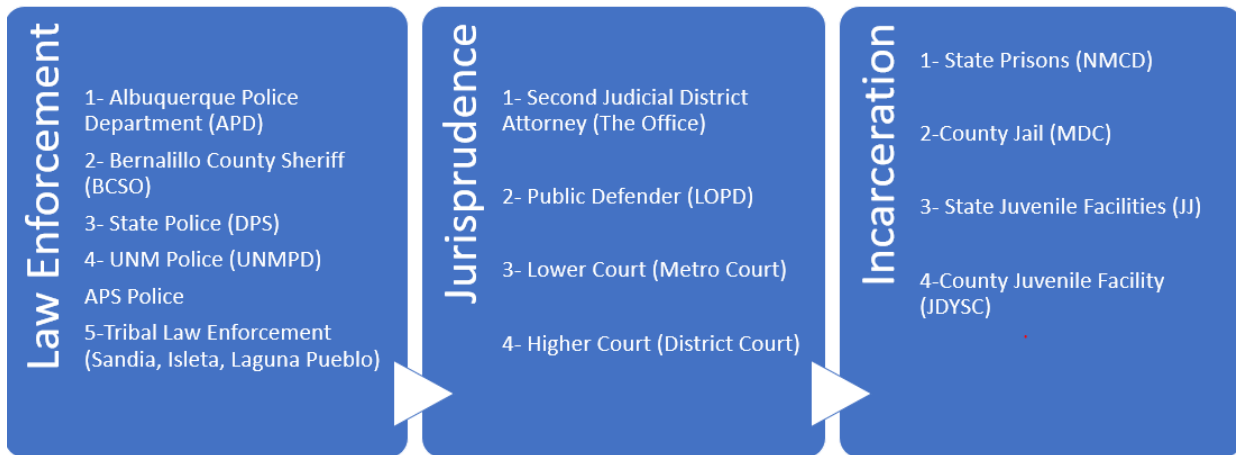 Law Enforcement
1- Albuquerque Police
Department (APD)
2- Bernalillo County Sheriff
(BCSO)
3- State Police (DPS)
4- UNM Police (UNMPD)
APS Police
5-Tribal Law Enforcement
(Sandia, Isleta, Laguna Pueblo)
Jurisprudence
1- Second Judicial District
Attorney (The Office)
2- Public Defender (LOPD)
3- Lower Court (Metro Court)
4- Higher Court (District Court)
Incarceration
1- State Prisons (NMCD)
2-County Jail (MDC)
3- State Juvenile Facilities (JJ)
4-County Juvenile Facility
(JDYSC)